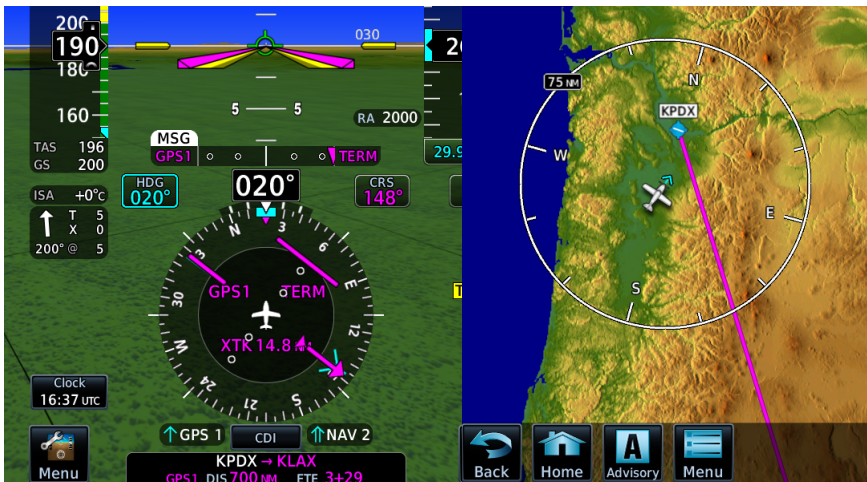 200
190
180
160
TAS 196
GS 200
ISA +0°C
T 5
X 0
200° @ 5
030
5 5
RA 2000
MSG
GPS1 TERM
HDG
020°
020°
CRS
148°
N 3 6 E 12 S 21 24 W 30 3
GPS1 TERM
XTK 14.8
Clock
16:37 UTC
GPS 1
CDI
NAV 2
Menu
KPDX → KLAX
GPS1 DIS 700 NM ETE 3+29
20
29.9
75 NM
N
KPDX
W
E
S
Back
Home
A
Advisory
Menu